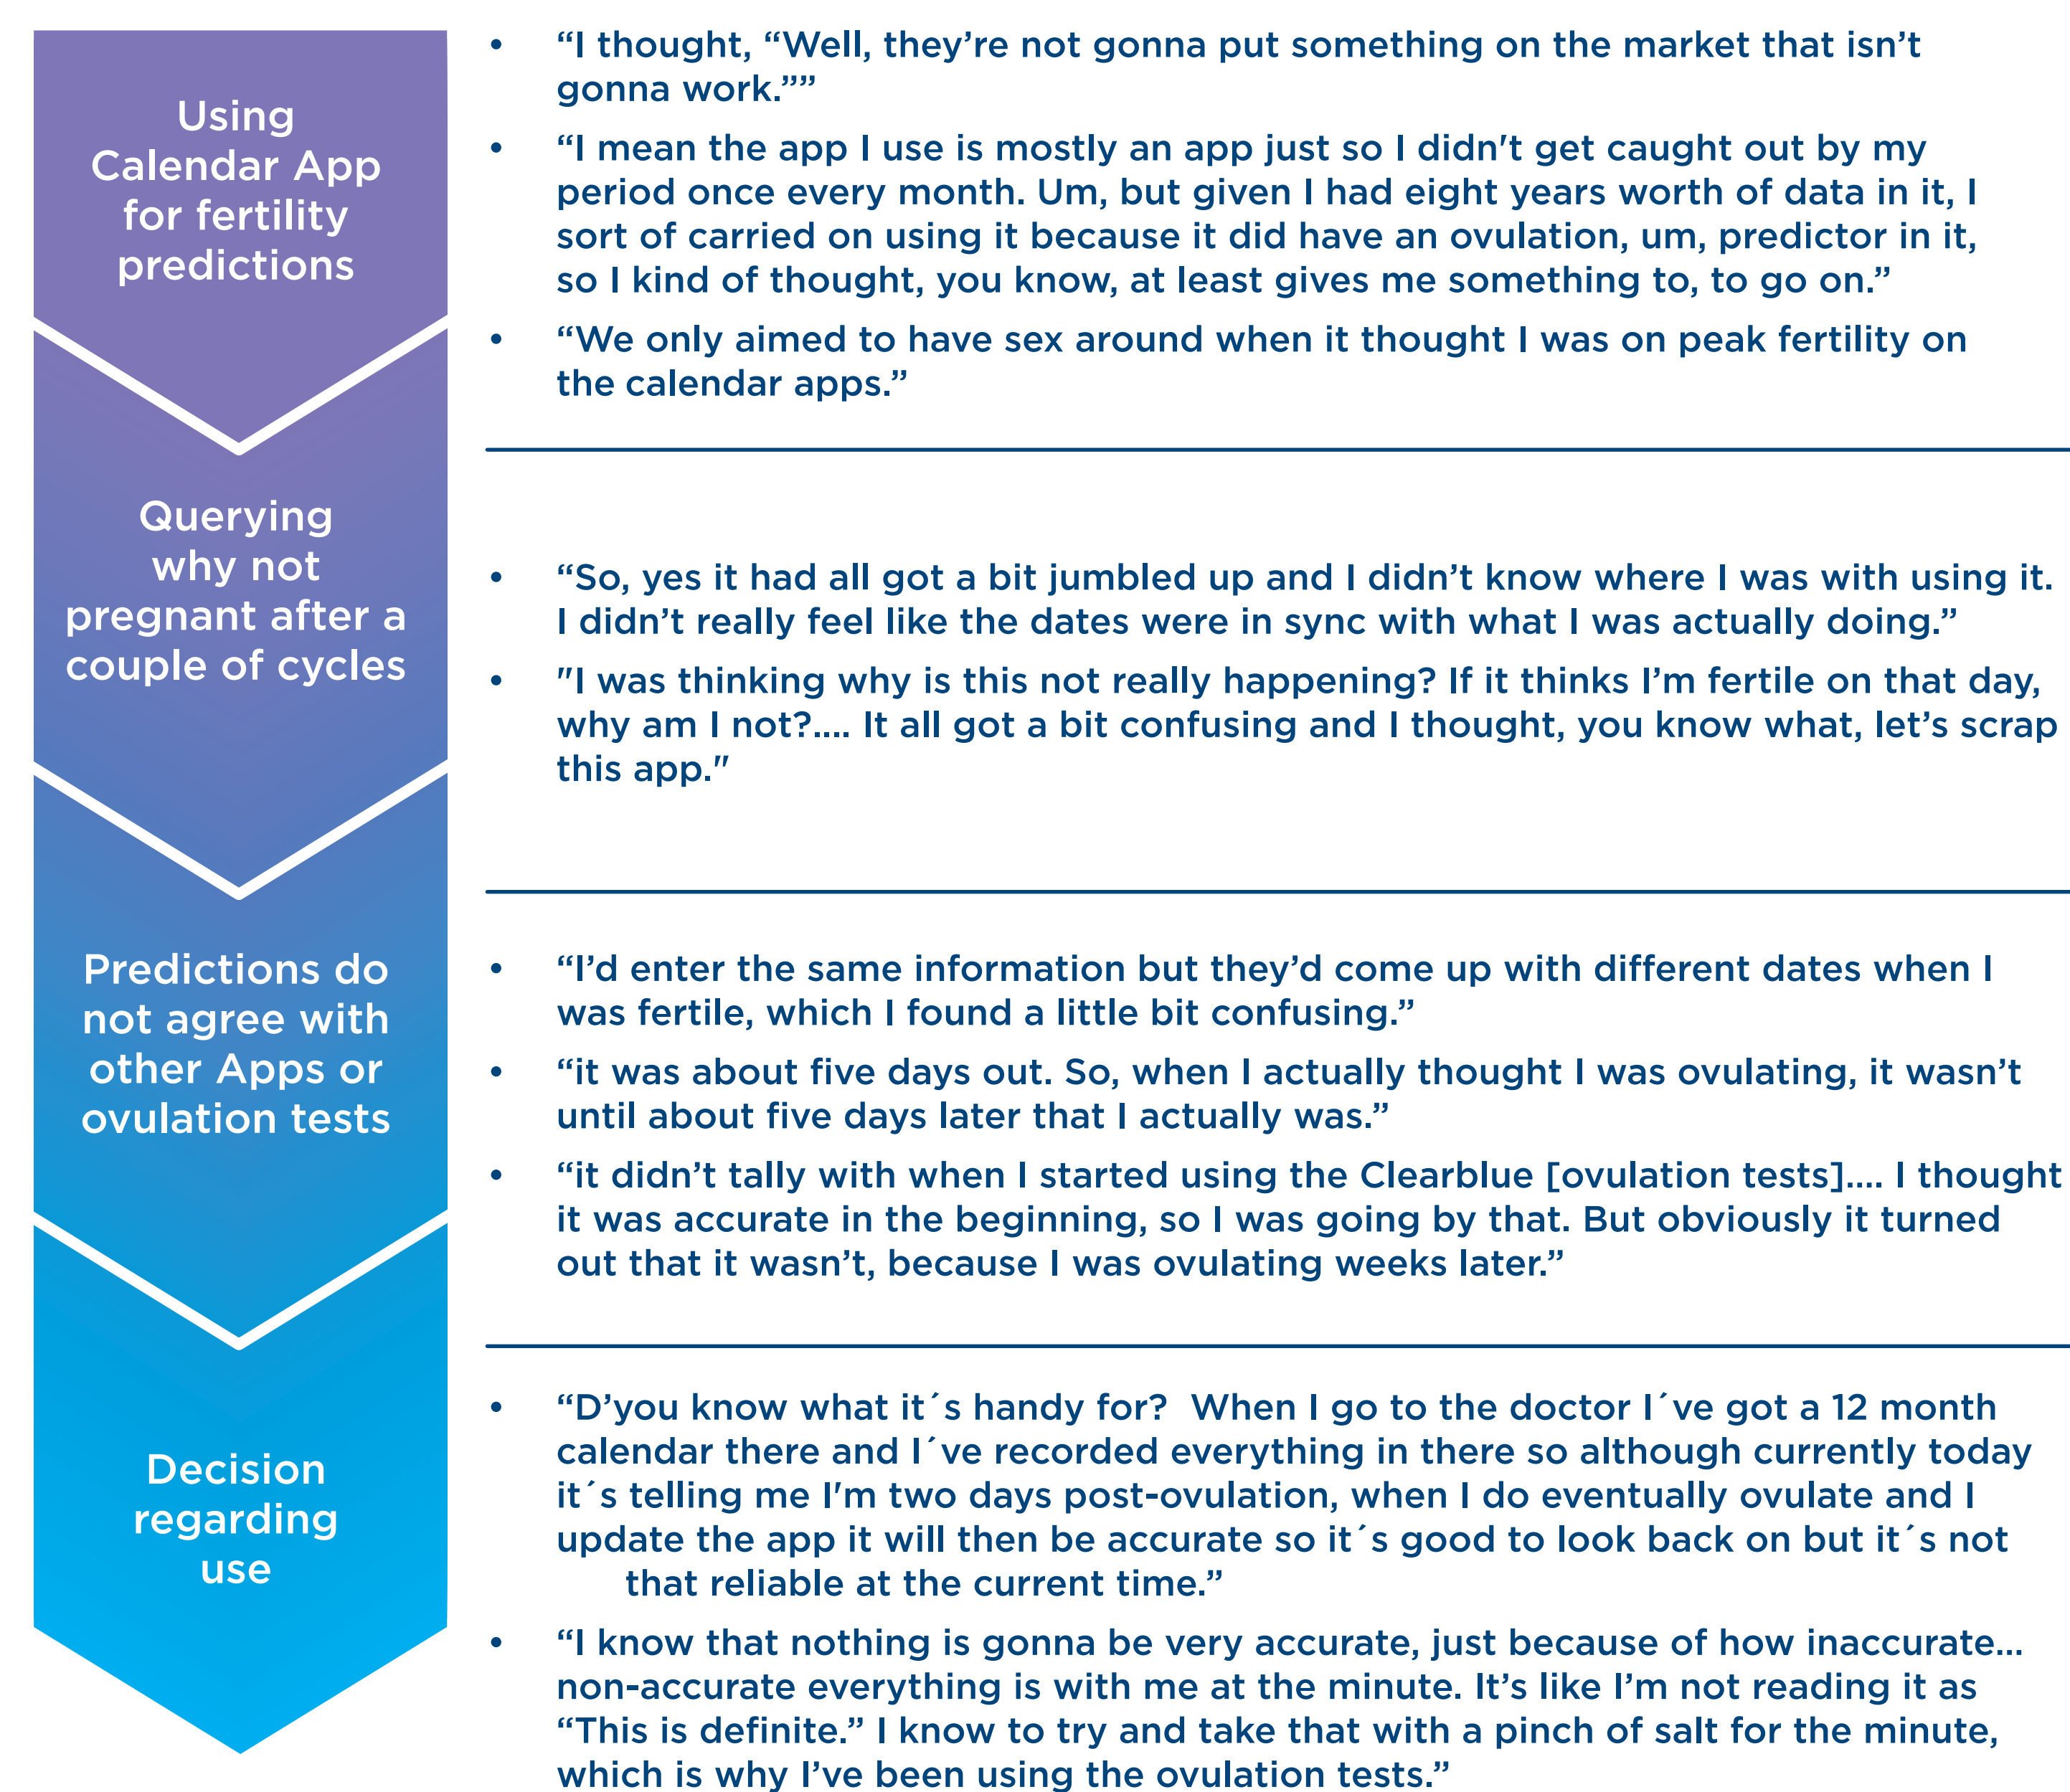 Using
Calendar App
for fertility
predictions
• “I thought, “Well, they’re not gonna put something on the market that isn’t
gonna work.””
• “I mean the app I use is mostly an app just so I didn't get caught out by my
period once every month. Um, but given I had eight years worth of data in it, I
sort of carried on using it because it did have an ovulation, um, predictor in it,
so I kind of thought, you know, at least gives me something to, to go on.”
• “We only aimed to have sex around when it thought I was on peak fertility on
the calendar apps.”
Querying
why not
pregnant after a
couple of cycles
• “So, yes it had all got a bit jumbled up and I didn’t know where I was with using it.
I didn’t really feel like the dates were in sync with what I was actually doing.”
• "I was thinking why is this not really happening? If it thinks I’m fertile on that day,
why am I not?.... It all got a bit confusing and I thought, you know what, let’s scrap
this app."
Predictions do
not agree with
other Apps or
ovulation tests
• “I’d enter the same information but they’d come up with different dates when I
was fertile, which I found a little bit confusing.”
• “it was about five days out. So, when I actually thought I was ovulating, it wasn’t
until about five days later that I actually was.”
• “it didn’t tally with when I started using the Clearblue [ovulation tests].... I thought
it was accurate in the beginning, so I was going by that. But obviously it turned
out that it wasn’t, because I was ovulating weeks later.”
Decision
regarding
use
• “D’you know what it´s handy for?  When I go to the doctor I´ve got a 12 month
calendar there and I´ve recorded everything in there so although currently today
it´s telling me I'm two days post-ovulation, when I do eventually ovulate and I
update the app it will then be accurate so it´s good to look back on but it´s not
that reliable at the current time.”
• “I know that nothing is gonna be very accurate, just because of how inaccurate...
non-accurate everything is with me at the minute. It’s like I’m not reading it as
“This is definite.” I know to try and take that with a pinch of salt for the minute,
which is why I’ve been using the ovulation tests.”